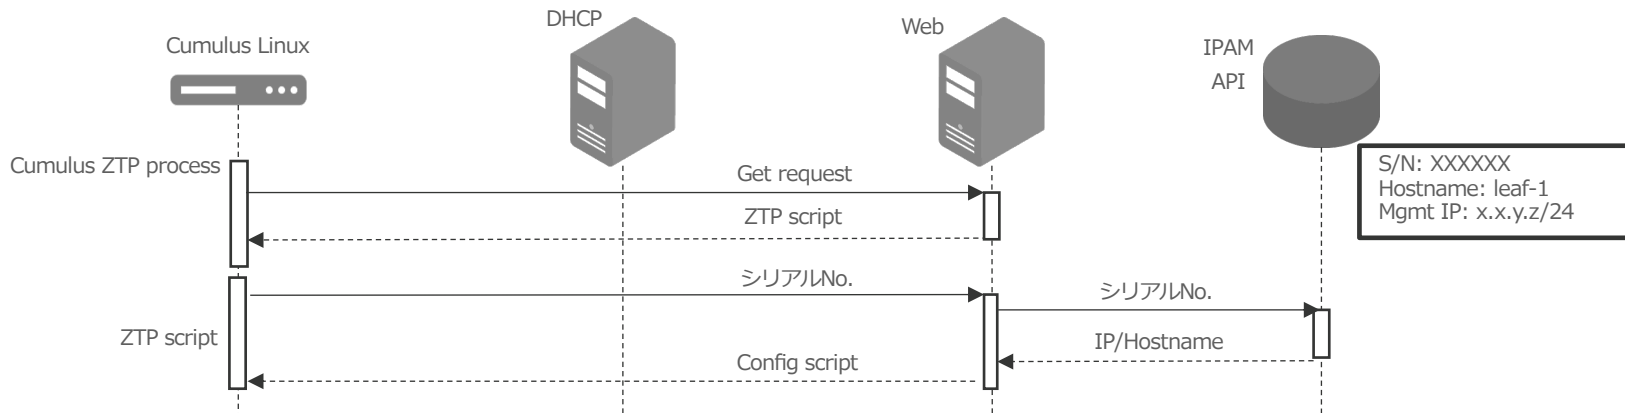 DHCP
Web
Cumulus Linux
IPAM
API
Cumulus ZTP process
Get request
S/N: XXXXXX
Hostname: leaf-1
Mgmt IP: x.x.y.z/24
ZTP script
シリアルNo.
シリアルNo.
ZTP script
IP/Hostname
Config script